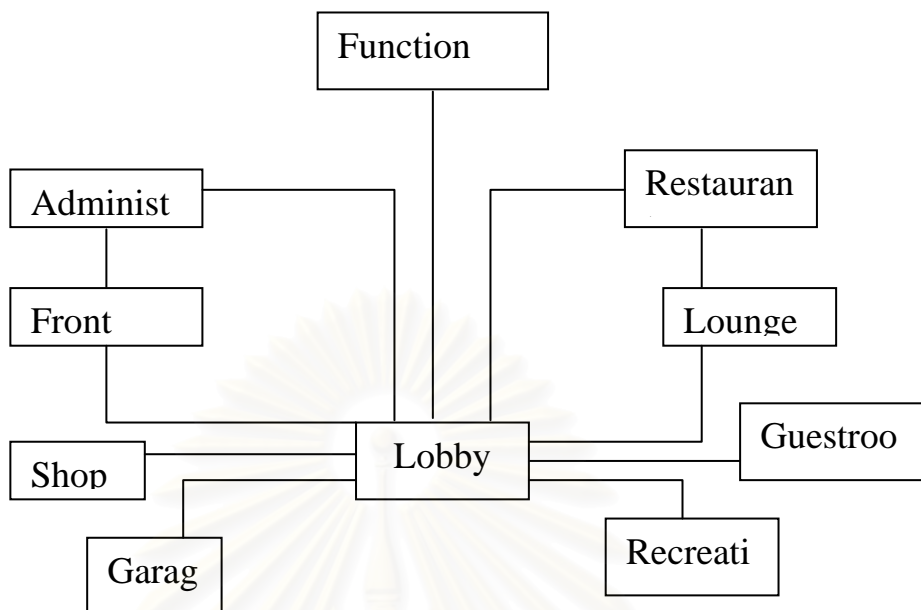 Function
Administ
Restauran
Front
Lounge
Lobby
Guestroo
Shop
Garag
Recreati